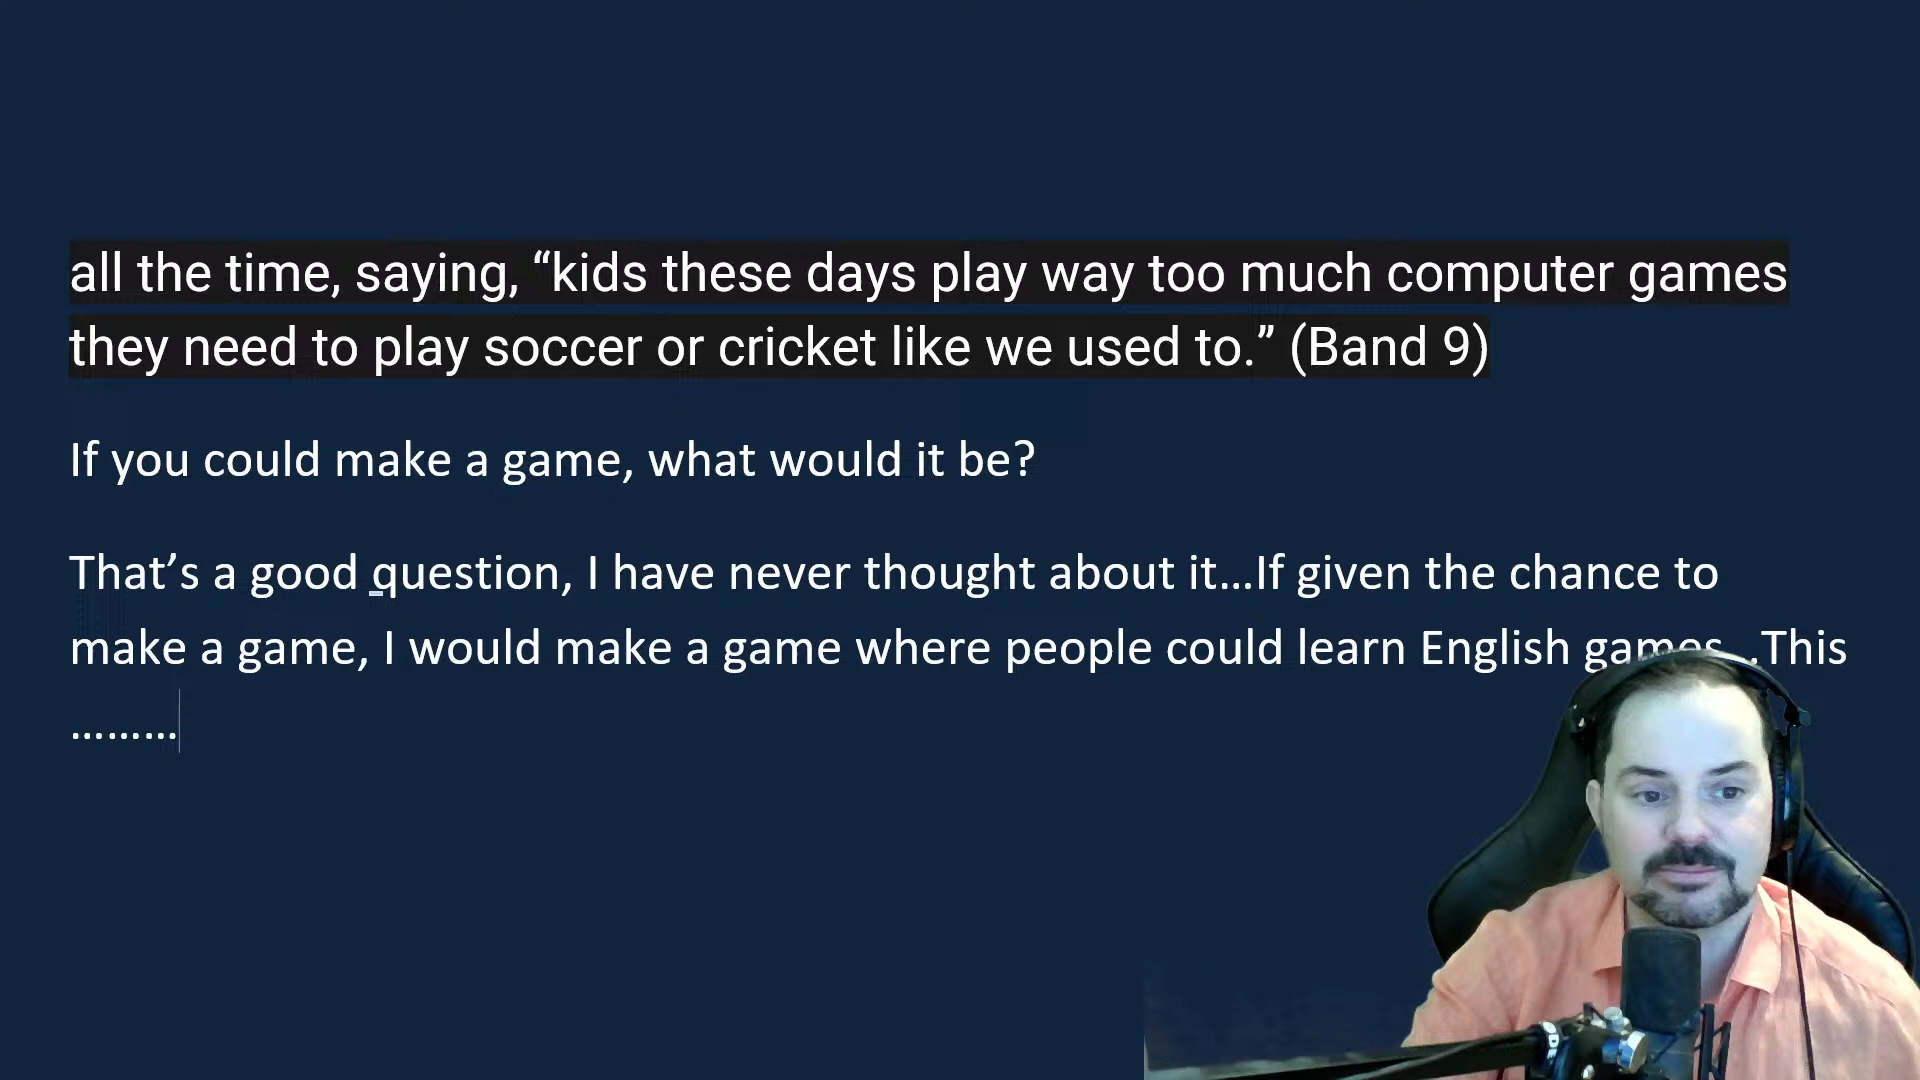 all the time, saying, “kids these days play way too much computer games
they need to play soccer or cricket like we used to.” (Band 9)
If you could make a game, what would it be?
That’s a good question, I have never thought about it...If given the chance to
make a game, I would make a game where people could learn English games...This
.........